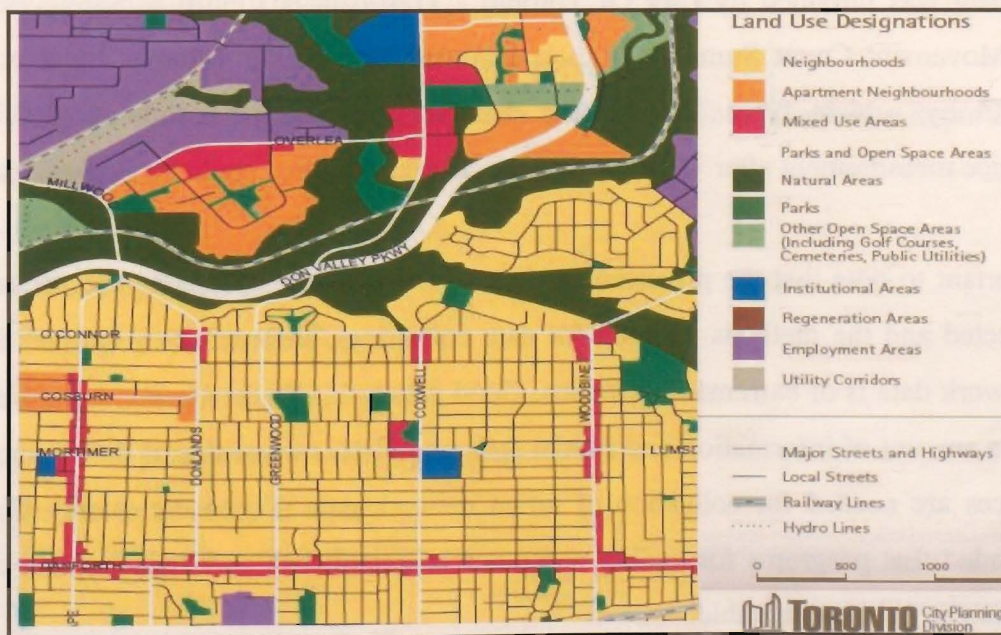 OVERLEA
MILLWOO
DON VALLEY PKWY
O'CONNOR
COSBURN
MORTIMER
LUMSD
DONLANDS
GREENWOOD
COXWELL
WOODBINE
DANFORTH
PE
Land Use Designations
Neighbourhoods
Apartment Neighbourhoods
Mixed Use Areas
Parks and Open Space Areas
Natural Areas
Parks
Other Open Space Areas
(Including Golf Courses,
Cemeteries, Public Utilities)
Institutional Areas
Regeneration Areas
Employment Areas
Utility Corridors
Major Streets and Highways
Local Streets
Railway Lines
Hydro Lines
0 500 1000
TORONTO City Planning
Division